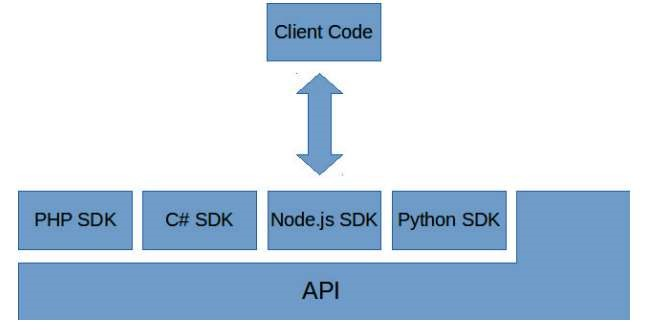 Client Code
PHP SDK
C# SDK
Node.js SDK
Python SDK
API